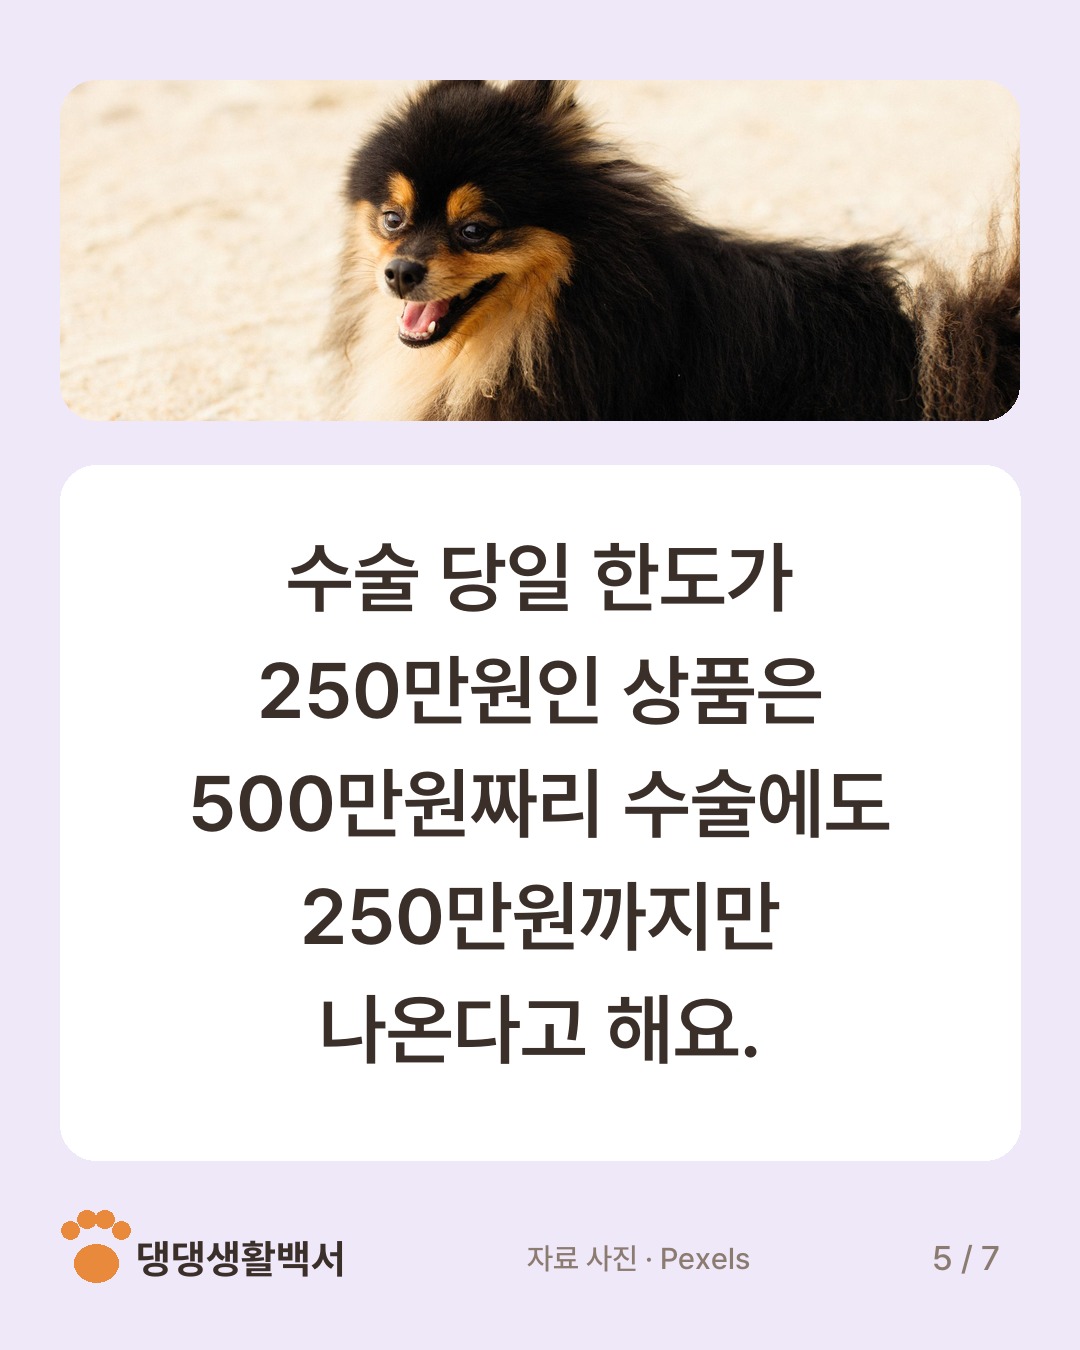 수술 당일 한도가
250만원인 상품은
500만원짜리 수술에도
250만원까지만
나온다고 해요.
댕댕생활백서
자료 사진 · Pexels
5 / 7